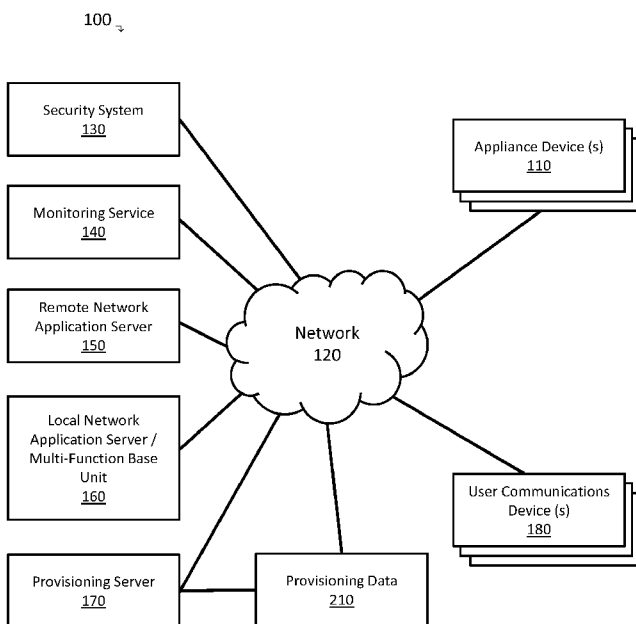 100
Security System
130
Monitoring Service
140
Remote Network
Application Server
150
Local Network
Application Server /
Multi-Function Base
Unit
160
Provisioning Server
170
Network
120
Provisioning Data
210
Appliance Device (s)
110
User Communications
Device (s)
180